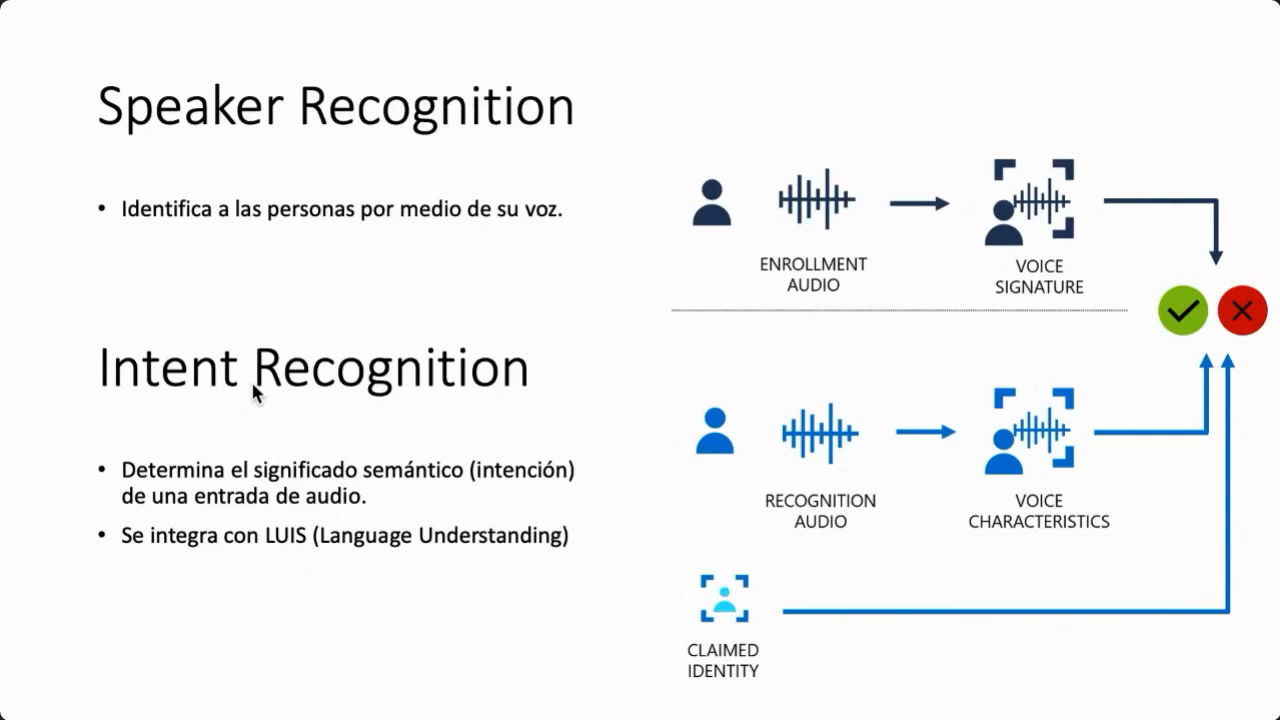 Speaker Recognition
• Identifica a las personas por medio de su voz.
Intent Recognition
• Determina el significado semántico (intención)
de una entrada de audio.
• Se integra con LUIS (Language Understanding)
ENROLLMENT
AUDIO
VOICE
SIGNATURE
RECOGNITION
AUDIO
VOICE
CHARACTERISTICS
CLAIMED
IDENTITY